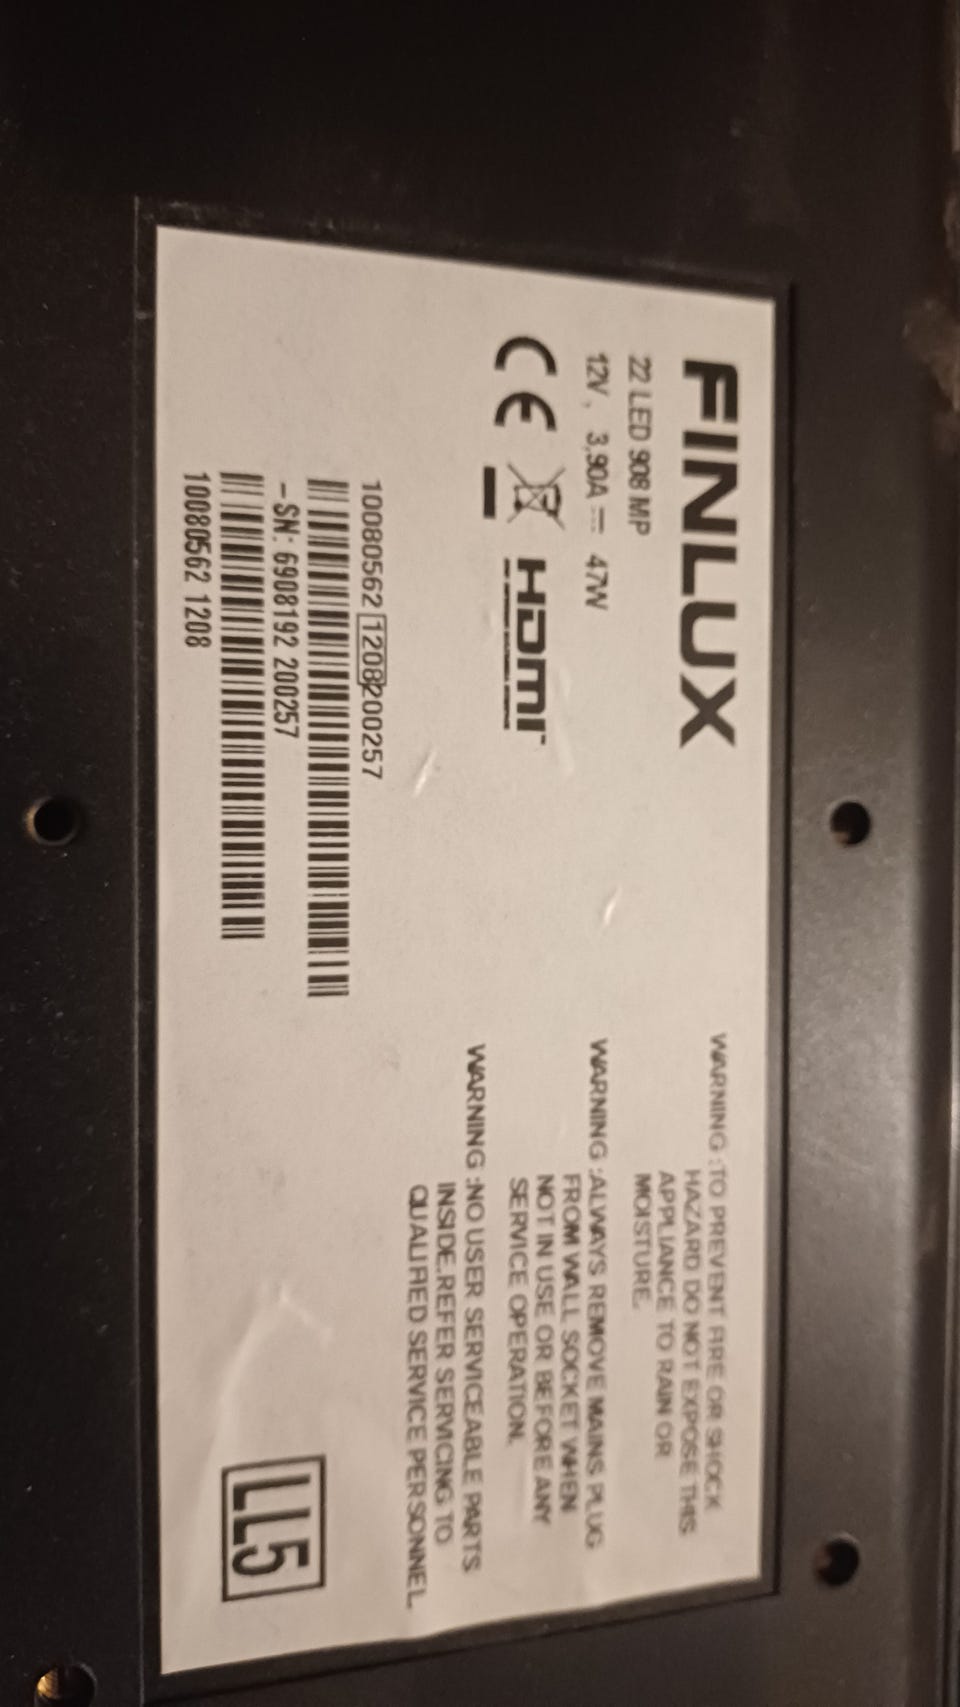 FINLUX
22 LED 908 MP
12V , 3,90A 47W
CE HDMI™
10080562 1208200257
-SN: 6908192 200257
10080562 1208
WARNING :TO PREVENT FIRE OR SHOCK
HAZARD DO NOT EXPOSE THIS
APPLIANCE TO RAIN OR
MOISTURE.
WARNING :ALWAYS REMOVE MAINS PLUG
FROM WALL SOCKET WHEN
NOT IN USE OR BEFORE ANY
SERVICE OPERATION.
WARNING :NO USER SERVICEABLE PARTS
INSIDE.REFER SERVICING TO
QUALIFIED SERVICE PERSONNEL.
LL5